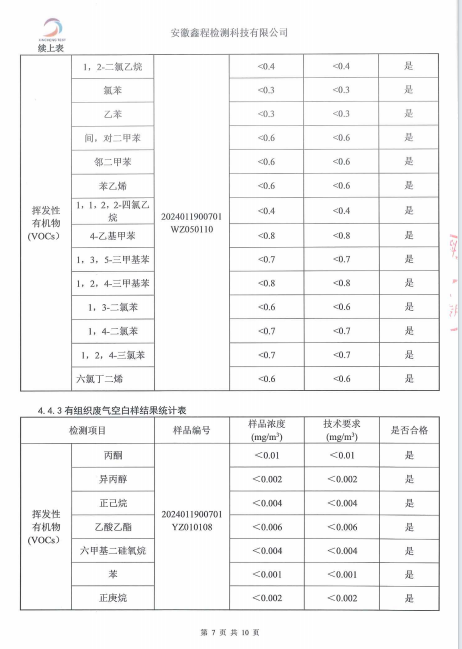 安徽鑫程检测科技有限公司
续上表
1，2-二氯乙烷 <0.4 <0.4 是
氯苯 <0.3 <0.3 是
乙苯 <0.3 <0.3 是
间，对二甲苯 <0.6 <0.6 是
邻二甲苯 <0.6 <0.6 是
苯乙烯 <0.6 <0.6 是
挥发性
有机物
(VOCs）
1，1，2，2-四氯乙
烷
2024011900701
WZ050110
<0.4 <0.4 是
4-乙基甲苯 <0.8 <0.8 是
1，3，5-三甲基苯 <0.7 <0.7 是
1，2，4-三甲基苯 <0.8 <0.8 是
1，3-二氯苯 <0.6 <0.6 是
1，4-二氯苯 <0.7 <0.7 是
1，2，4-三氯苯 <0.7 <0.7 是
六氯丁二烯 <0.6 <0.6 是
4.4.3 有组织废气空白样结果统计表
检测项目 样品编号 样品浓度 技术要求 是否合格
(mg/m³) (mg/m³)
丙酮 ＜0.01 ＜0.01 是
异丙醇 ＜0.002 ＜0.002 是
正己烷 ＜0.004 ＜0.004 是
挥发性
有机物
(VOCs)
2024011900701
YZ010108
乙酸乙酯 ＜0.006 ＜0.006 是
六甲基二硅氧烷 ＜0.004 ＜0.004 是
苯 ＜0.001 ＜0.001 是
正庚烷 ＜0.002 ＜0.002 是
第 7 页 共 10 页